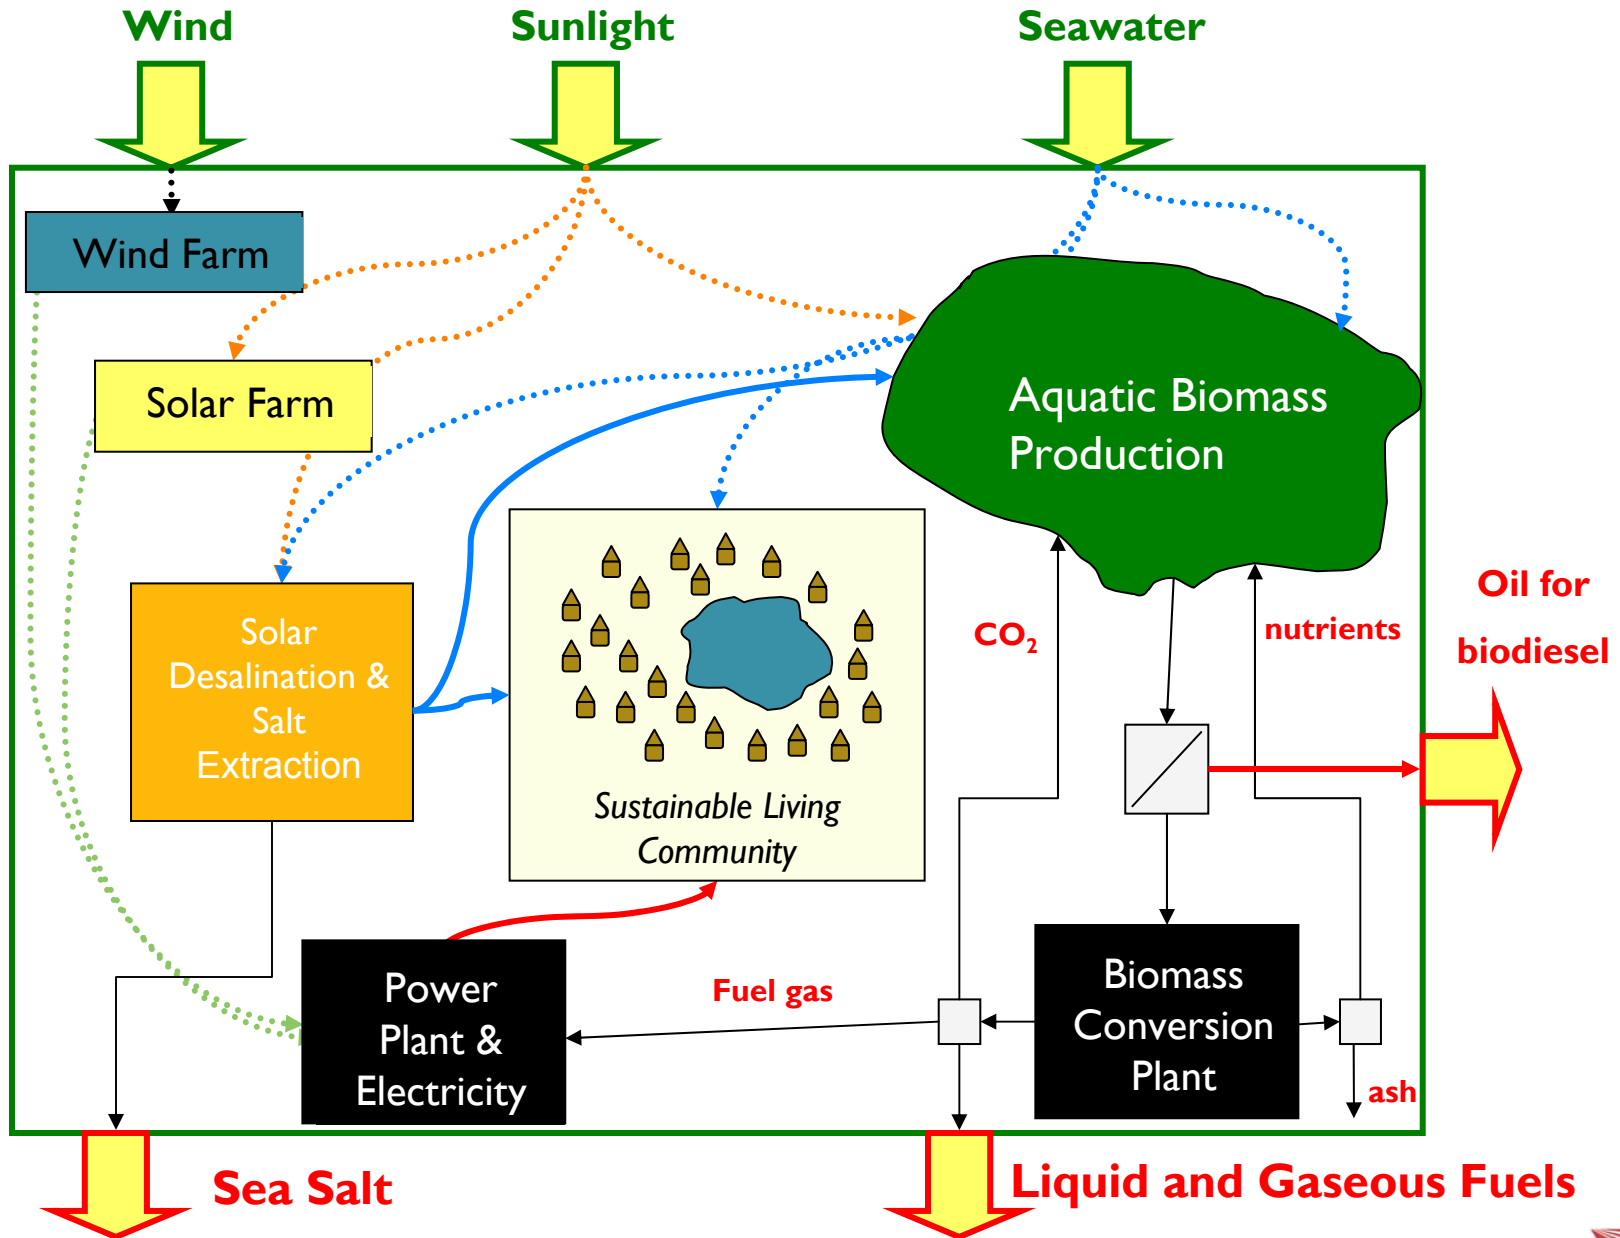 Wind
Sunlight
Seawater
Wind Farm
Solar Farm
Aquatic Biomass
Production
Solar
Desalination &
Salt
Extraction
CO2
nutrients
Oil for
biodiesel
Sustainable Living
Community
Power
Plant &
Electricity
Fuel gas
Biomass
Conversion
Plant
ash
Sea Salt
Liquid and Gaseous Fuels